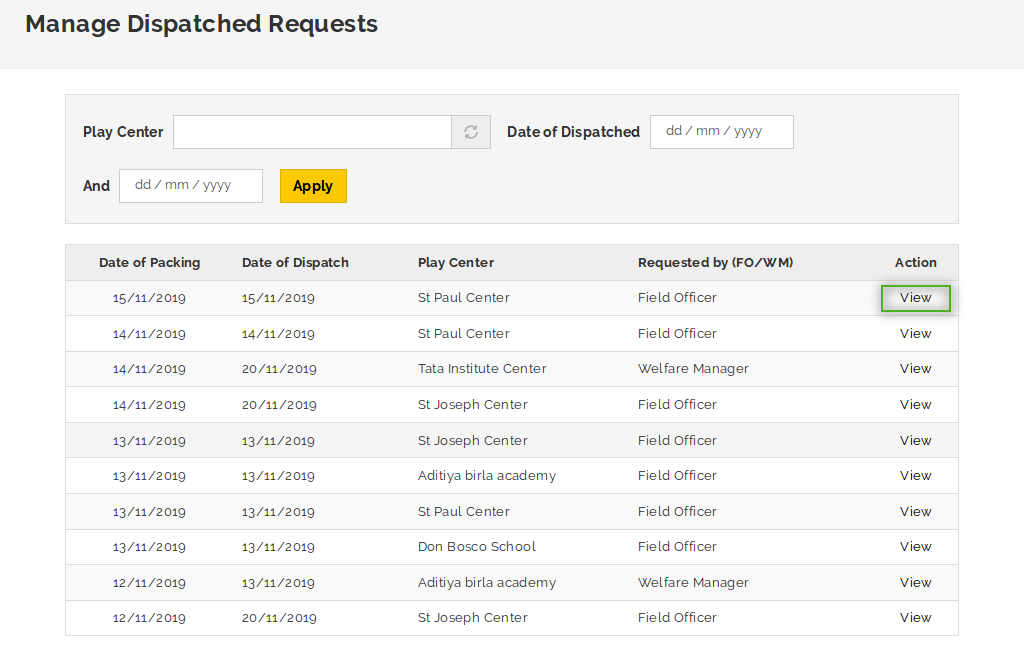 Manage Dispatched Requests
Play Center Date of Dispatched dd / mm / yyyy
And dd / mm / yyyy Apply
Date of Packing Date of Dispatch Play Center Requested by (FO/WM) Action
15/11/2019 15/11/2019 St Paul Center Field Officer View
14/11/2019 14/11/2019 St Paul Center Field Officer View
14/11/2019 20/11/2019 Tata Institute Center Welfare Manager View
14/11/2019 20/11/2019 St Joseph Center Field Officer View
13/11/2019 13/11/2019 St Joseph Center Field Officer View
13/11/2019 13/11/2019 Aditiya birla academy Field Officer View
13/11/2019 13/11/2019 St Paul Center Field Officer View
13/11/2019 13/11/2019 Don Bosco School Field Officer View
12/11/2019 13/11/2019 Aditiya birla academy Welfare Manager View
12/11/2019 20/11/2019 St Joseph Center Field Officer View